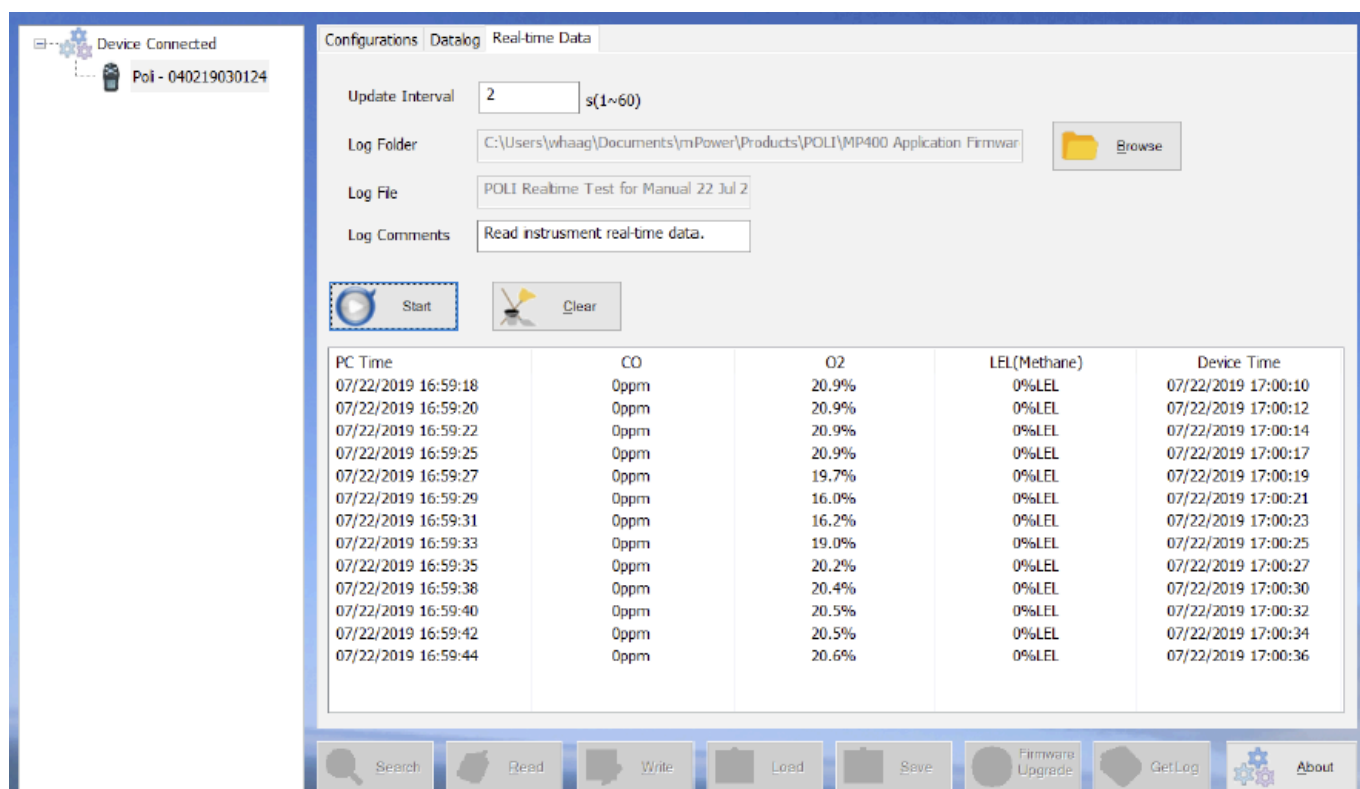 Device Connected
Poli - 040219030124
Configurations Datalog Real-time Data
Update Interval 2 s(1~60)
Log Folder C:\Users\whaag\Documents\mPower\Products\POLI\MP400 Application Firmwar Browse
Log File POLI Realtime Test for Manual 22 Jul 2
Log Comments Read instrusment real-time data.
Start Clear
PC Time CO O2 LEL(Methane) Device Time
07/22/2019 16:59:18 0ppm 20.9% 0%LEL 07/22/2019 17:00:10
07/22/2019 16:59:20 0ppm 20.9% 0%LEL 07/22/2019 17:00:12
07/22/2019 16:59:22 0ppm 20.9% 0%LEL 07/22/2019 17:00:14
07/22/2019 16:59:25 0ppm 20.9% 0%LEL 07/22/2019 17:00:17
07/22/2019 16:59:27 0ppm 19.7% 0%LEL 07/22/2019 17:00:19
07/22/2019 16:59:29 0ppm 16.0% 0%LEL 07/22/2019 17:00:21
07/22/2019 16:59:31 0ppm 16.2% 0%LEL 07/22/2019 17:00:23
07/22/2019 16:59:33 0ppm 19.0% 0%LEL 07/22/2019 17:00:25
07/22/2019 16:59:35 0ppm 20.2% 0%LEL 07/22/2019 17:00:27
07/22/2019 16:59:38 0ppm 20.4% 0%LEL 07/22/2019 17:00:30
07/22/2019 16:59:40 0ppm 20.5% 0%LEL 07/22/2019 17:00:32
07/22/2019 16:59:42 0ppm 20.5% 0%LEL 07/22/2019 17:00:34
07/22/2019 16:59:44 0ppm 20.6% 0%LEL 07/22/2019 17:00:36
Search Read Write Load Save Firmware Upgrade GetLog About